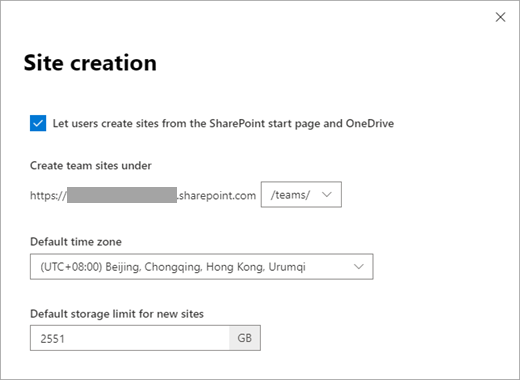 Site creation
Let users create sites from the SharePoint start page and OneDrive
Create team sites under
https:// .sharepoint.com /teams/
Default time zone
(UTC+08:00) Beijing, Chongqing, Hong Kong, Urumqi
Default storage limit for new sites
2551 GB